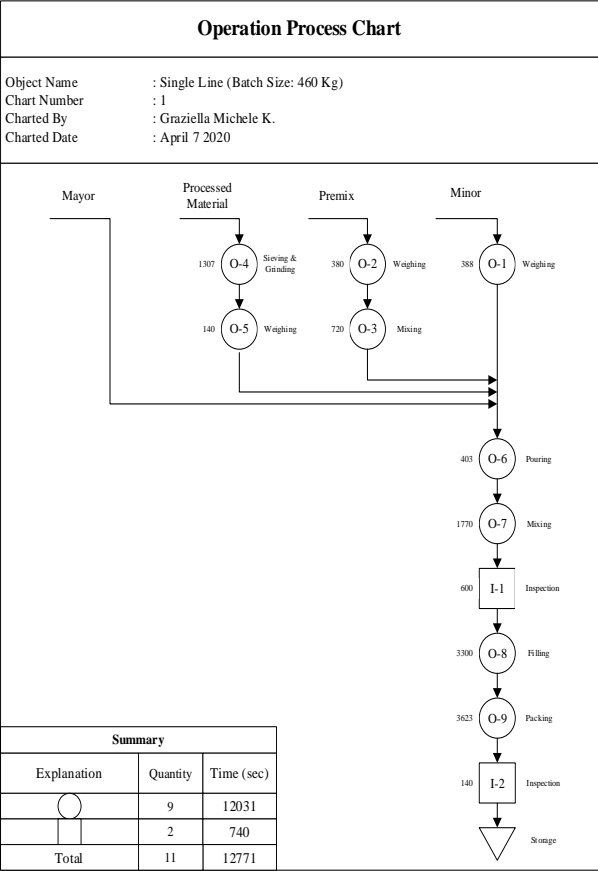 Operation Process Chart
Object Name : Single Line (Batch Size: 460 Kg)
Chart Number : 1
Charted By : Graziella Michele K.
Charted Date : April 7 2020
Mayor
Processed
Material
Premix
Minor
1307 O-4 Sieving &
Grinding
380 O-2 Weighing
388 O-1 Weighing
140 O-5 Weighing
720 O-3 Mixing
403 O-6 Pouring
1770 O-7 Mixing
600 I-1 Inspection
3300 O-8 Filling
3623 O-9 Packing
140 I-2 Inspection
Storage
Summary
Explanation Quantity Time (sec)
9 12031
2 740
Total 11 12771